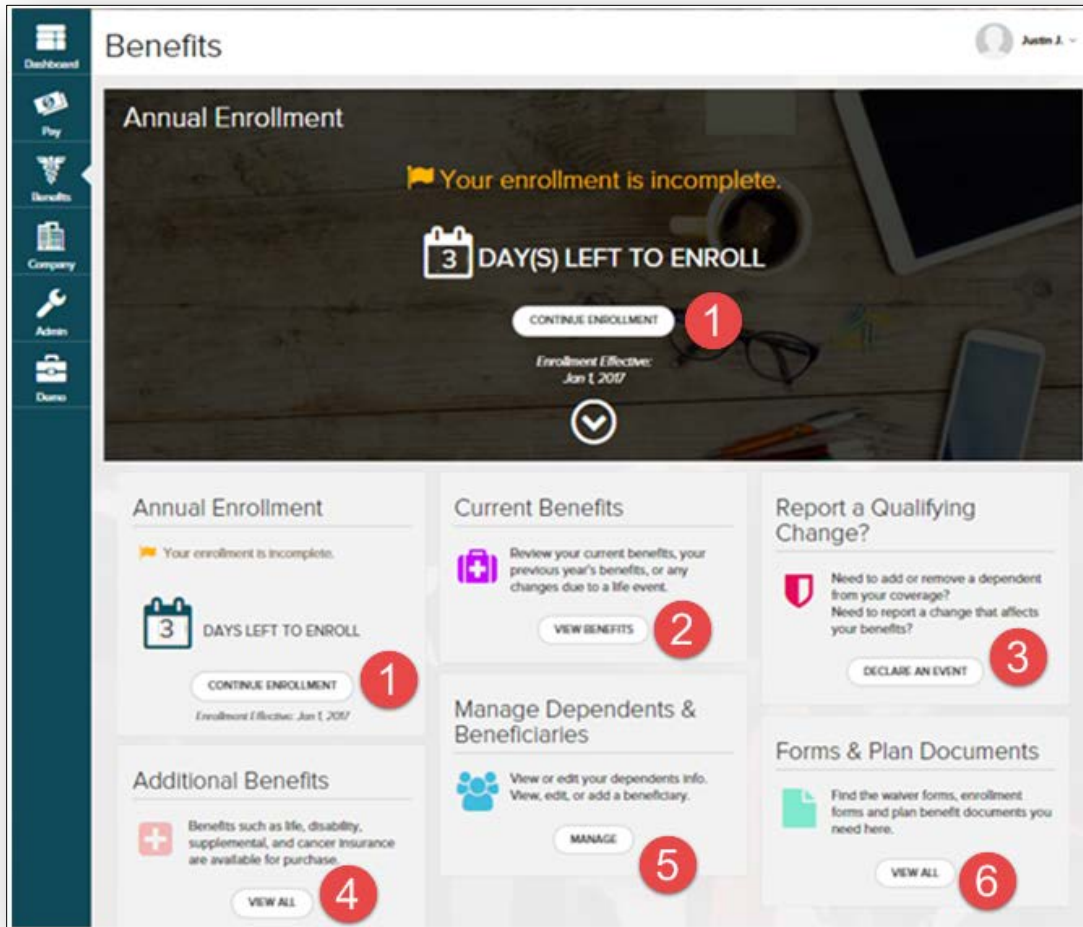 Dashboard
Pay
Benefits
Company
Admin
Demo
Benefits
Justin J.
Annual Enrollment
Your enrollment is incomplete.
3 DAY(S) LEFT TO ENROLL
CONTINUE ENROLLMENT
1
Enrollment Effective:
Jan 1, 2017
Annual Enrollment
Your enrollment is incomplete.
3 DAYS LEFT TO ENROLL
CONTINUE ENROLLMENT
1
Enrollment Effective: Jan 1, 2017
Current Benefits
Review your current benefits, your
previous year's benefits, or any
changes due to a life event.
VIEW BENEFITS
2
Report a Qualifying
Change?
Need to add or remove a dependent
from your coverage?
Need to report a change that affects
your benefits?
DECLARE AN EVENT
3
Additional Benefits
Benefits such as life, disability,
supplemental, and cancer insurance
are available for purchase.
VIEW ALL
4
Manage Dependents &
Beneficiaries
View or edit your dependents info.
View, edit, or add a beneficiary.
MANAGE
5
Forms & Plan Documents
Find the waiver forms, enrollment
forms and plan benefit documents you
need here.
VIEW ALL
6